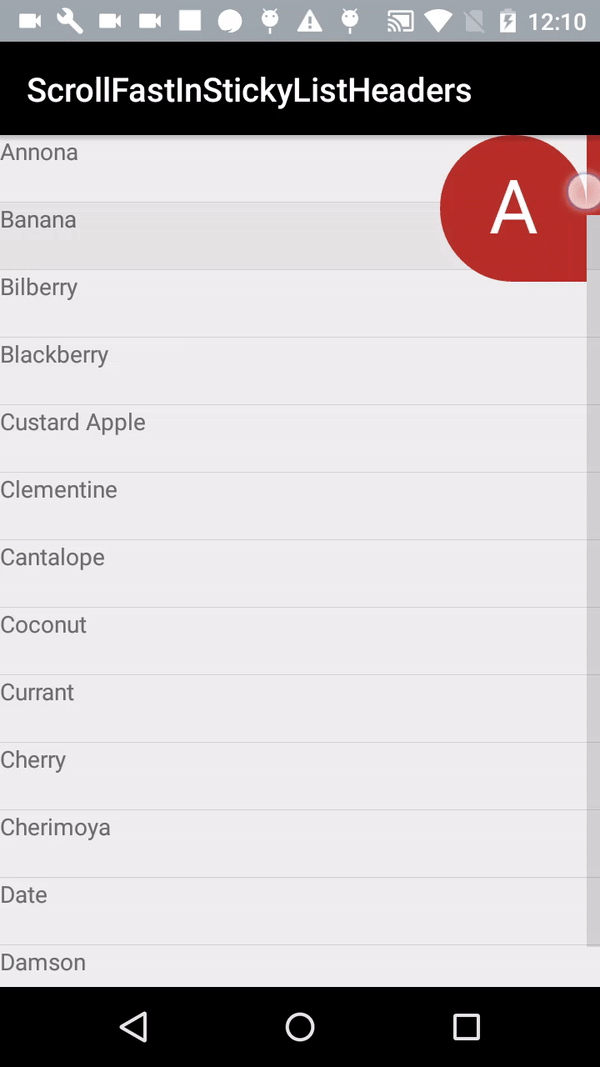 12:10
ScrollFastInStickyListHeaders
Annona
A
Banana
Bilberry
Blackberry
Custard Apple
Clementine
Cantalope
Coconut
Currant
Cherry
Cherimoya
Date
Damson